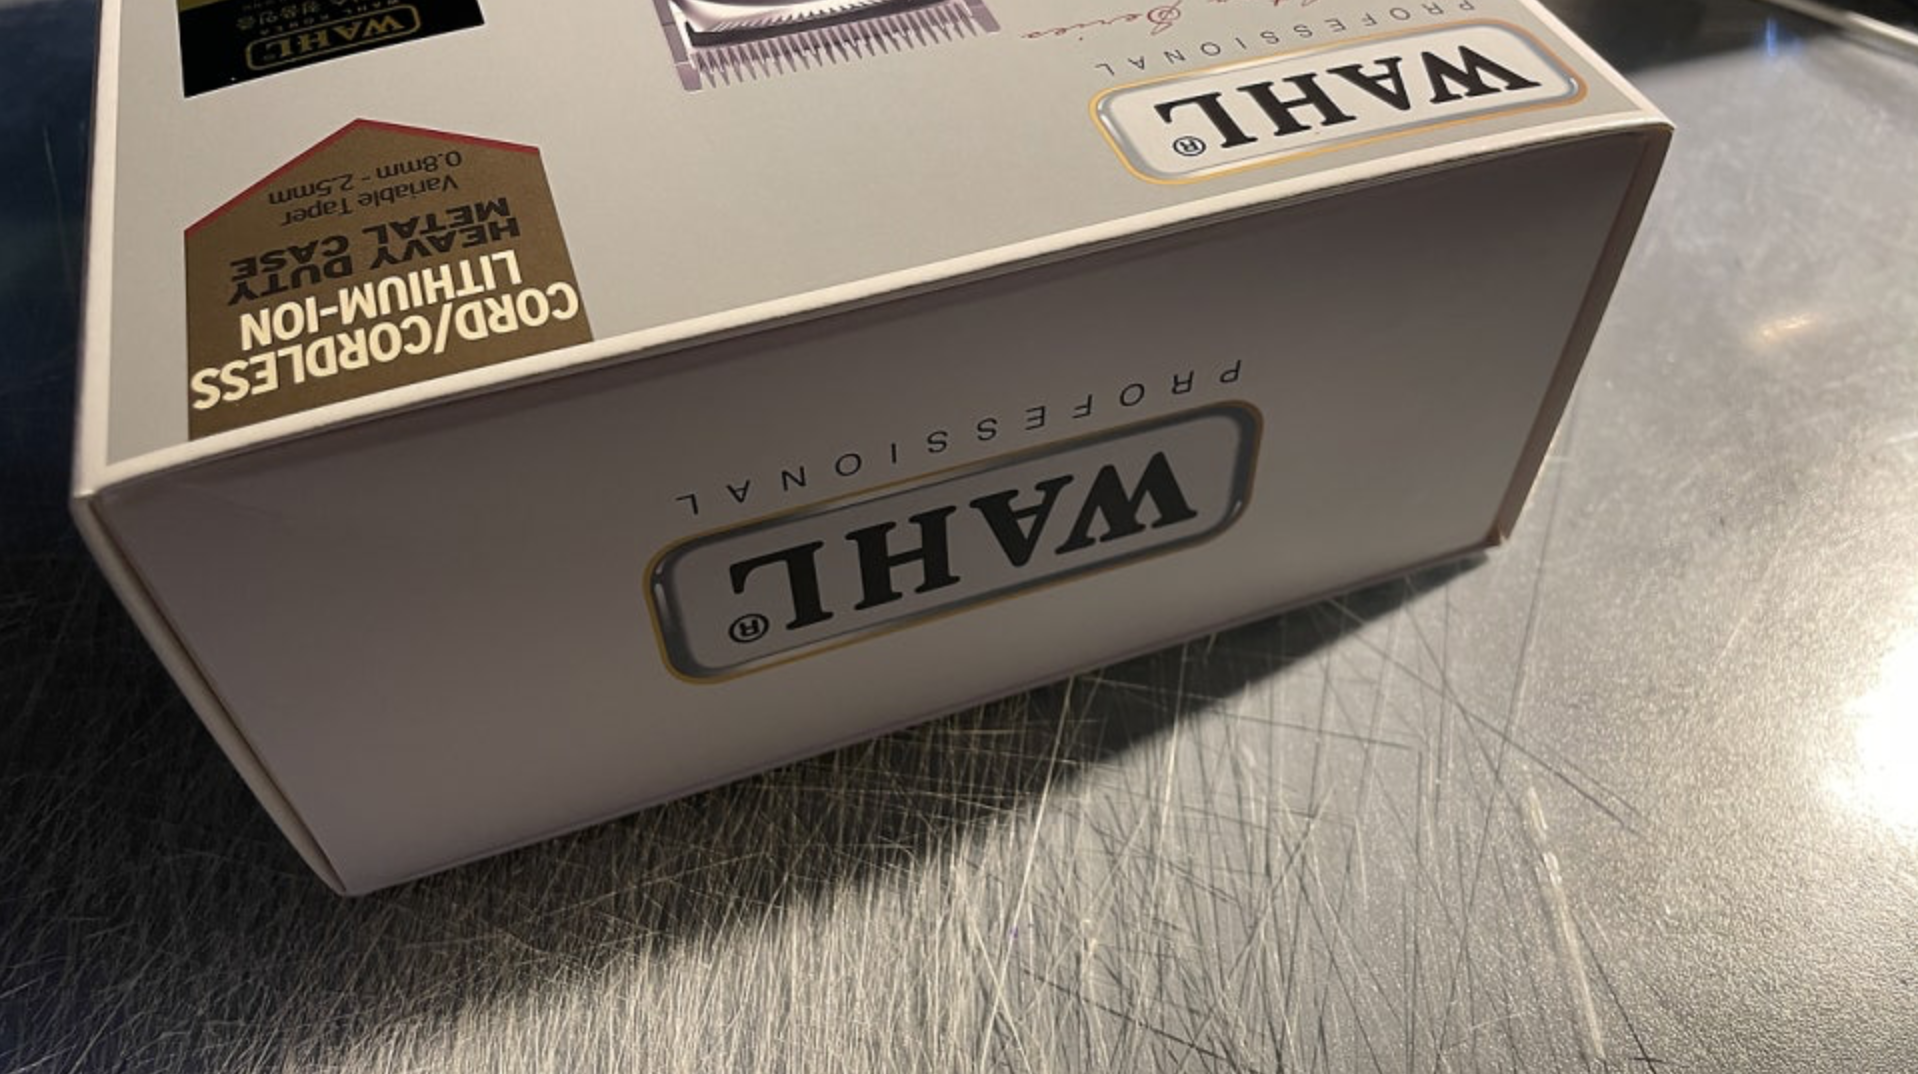 WAHL®
PROFESSIONAL
Series
CORD/CORDLESS
LITHIUM-ION
HEAVY DUTY
METAL CASE
Variable Taper
0.8mm - 2.5mm
WAHL
WAHL®
PROFESSIONAL